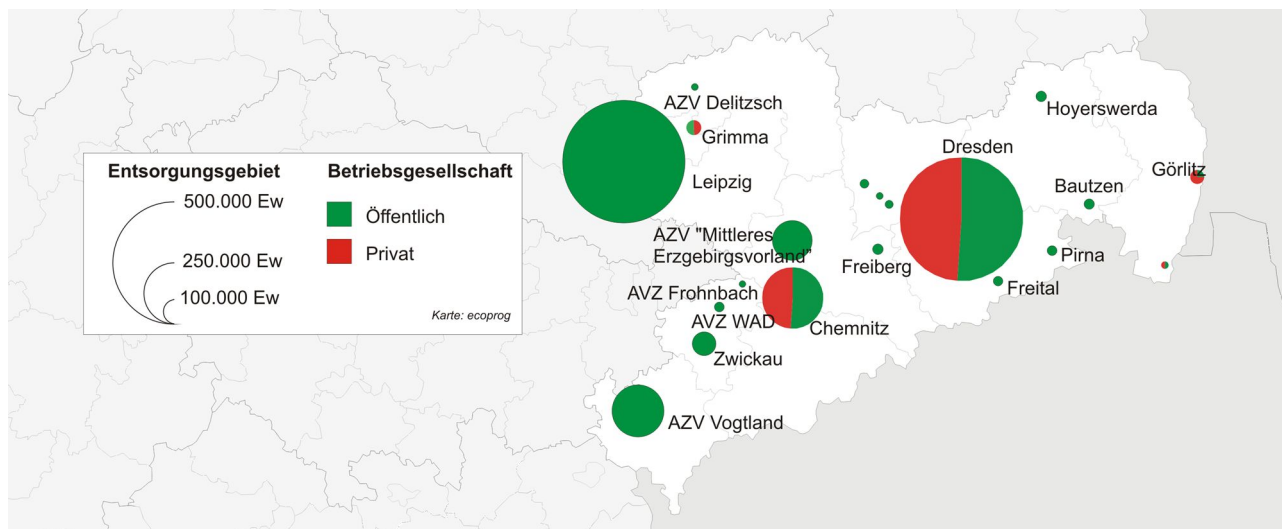 Entsorgungsgebiet
500.000 Ew
250.000 Ew
100.000 Ew
Betriebsgesellschaft
Öffentlich
Privat
Karte: ecoprog
AZV Delitzsch
Grimma
Leipzig
Hoyerswerda
Dresden
Görlitz
Bautzen
AZV "Mittleres
Erzgebirgsvorland"
Freiberg
Pirna
Freital
AVZ Frohnbach
AVZ WAD
Chemnitz
Zwickau
AZV Vogtland